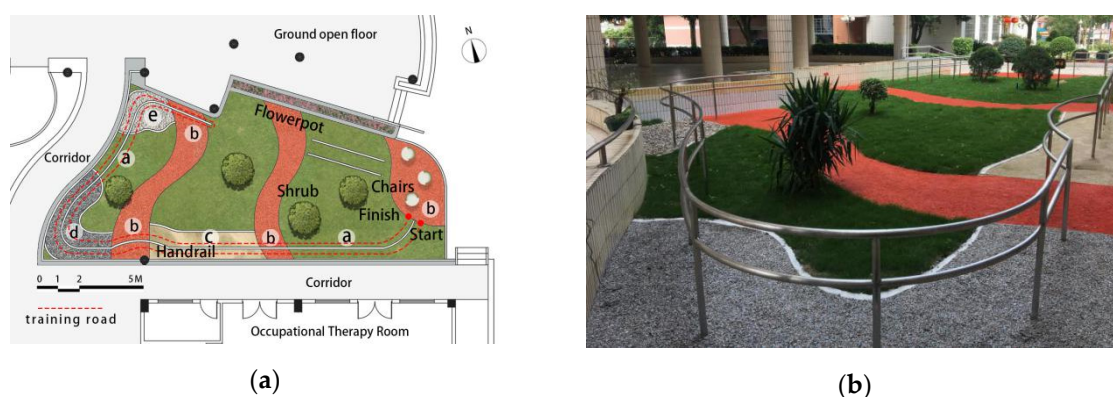 N
Ground open floor
Flowerpot
e
b
a
Corridor
Shrub
Chairs
b
Finish
Start
d
b
c
b
a
Handrail
0 1 2 5M
Corridor
training road
Occupational Therapy Room
(a)
(b)